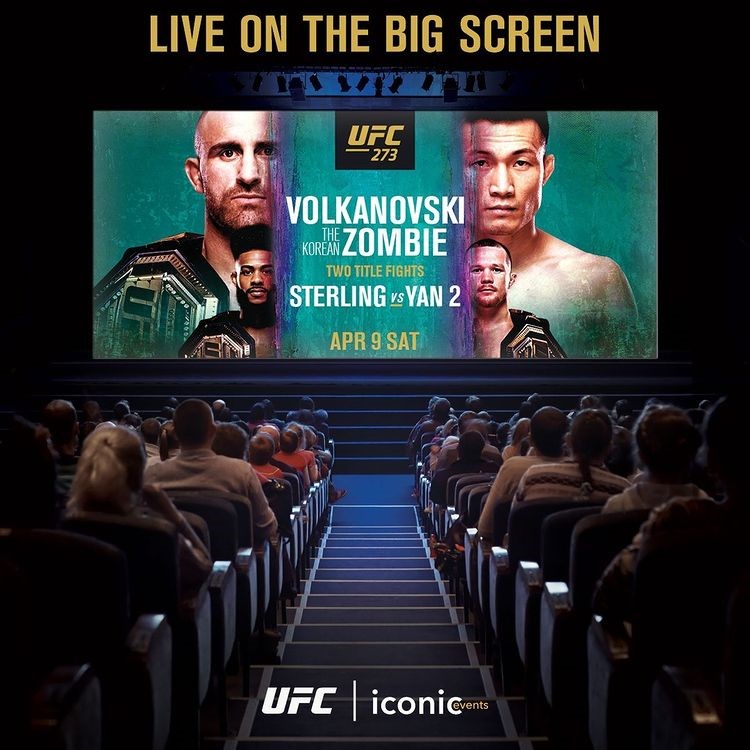 LIVE ON THE BIG SCREEN
UFC
273
VOLKANOVSKI
THE KOREAN ZOMBIE
TWO TITLE FIGHTS
STERLING VS YAN 2
APR 9 SAT
UFC | iconic events